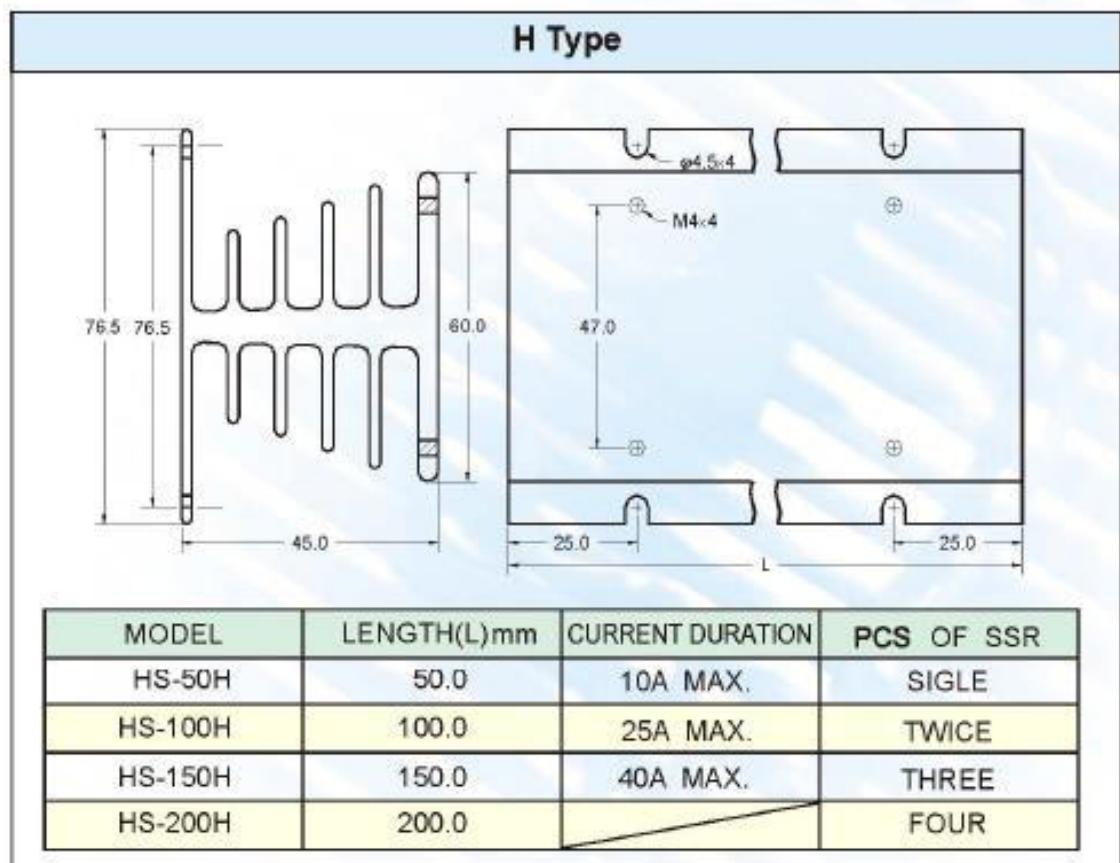 H Type
φ4.5×4
M4×4
76.5 76.5 60.0 47.0
45.0 25.0 25.0
L
MODEL LENGTH(L)mm CURRENT DURATION PCS OF SSR
HS-50H 50.0 10A MAX. SIGLE
HS-100H 100.0 25A MAX. TWICE
HS-150H 150.0 40A MAX. THREE
HS-200H 200.0 FOUR